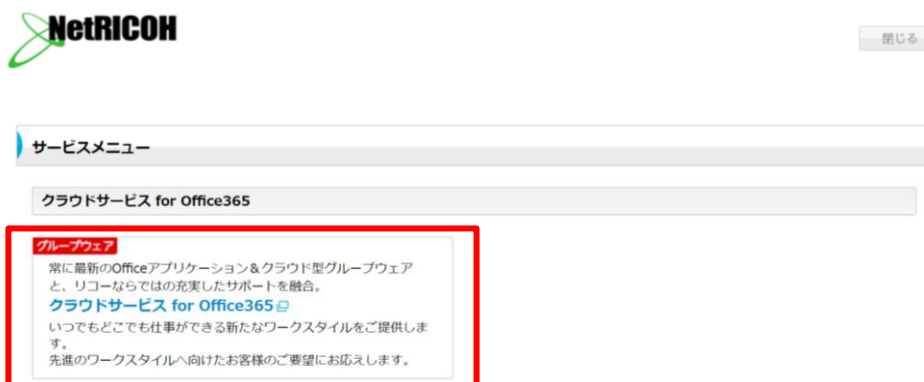 NetRICOH
閉じる
サービスメニュー
クラウドサービス for Office365
グループウェア
常に最新のOfficeアプリケーション＆クラウド型グループウェア
と、リコーならではの充実したサポートを融合。
クラウドサービス for Office365
いつでもどこでも仕事ができる新たなワークスタイルをご提供しま
す。
先進のワークスタイルへ向けたお客様のご要望にお応えします。